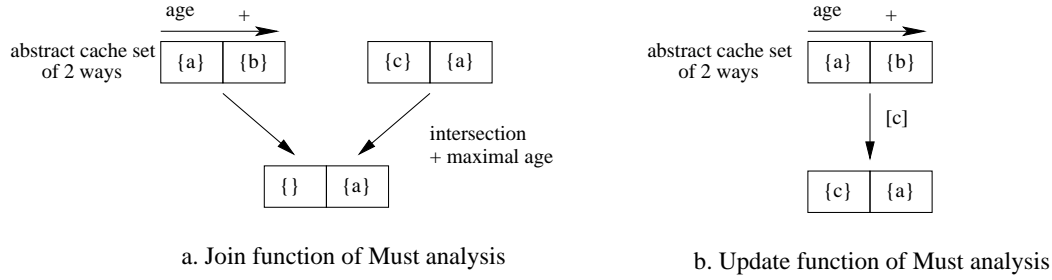 age +
abstract cache set
of 2 ways
{a} {b}
{c} {a}
intersection
+ maximal age
{} {a}
a. Join function of Must analysis
age +
abstract cache set
of 2 ways
{a} {b}
[c]
{c} {a}
b. Update function of Must analysis